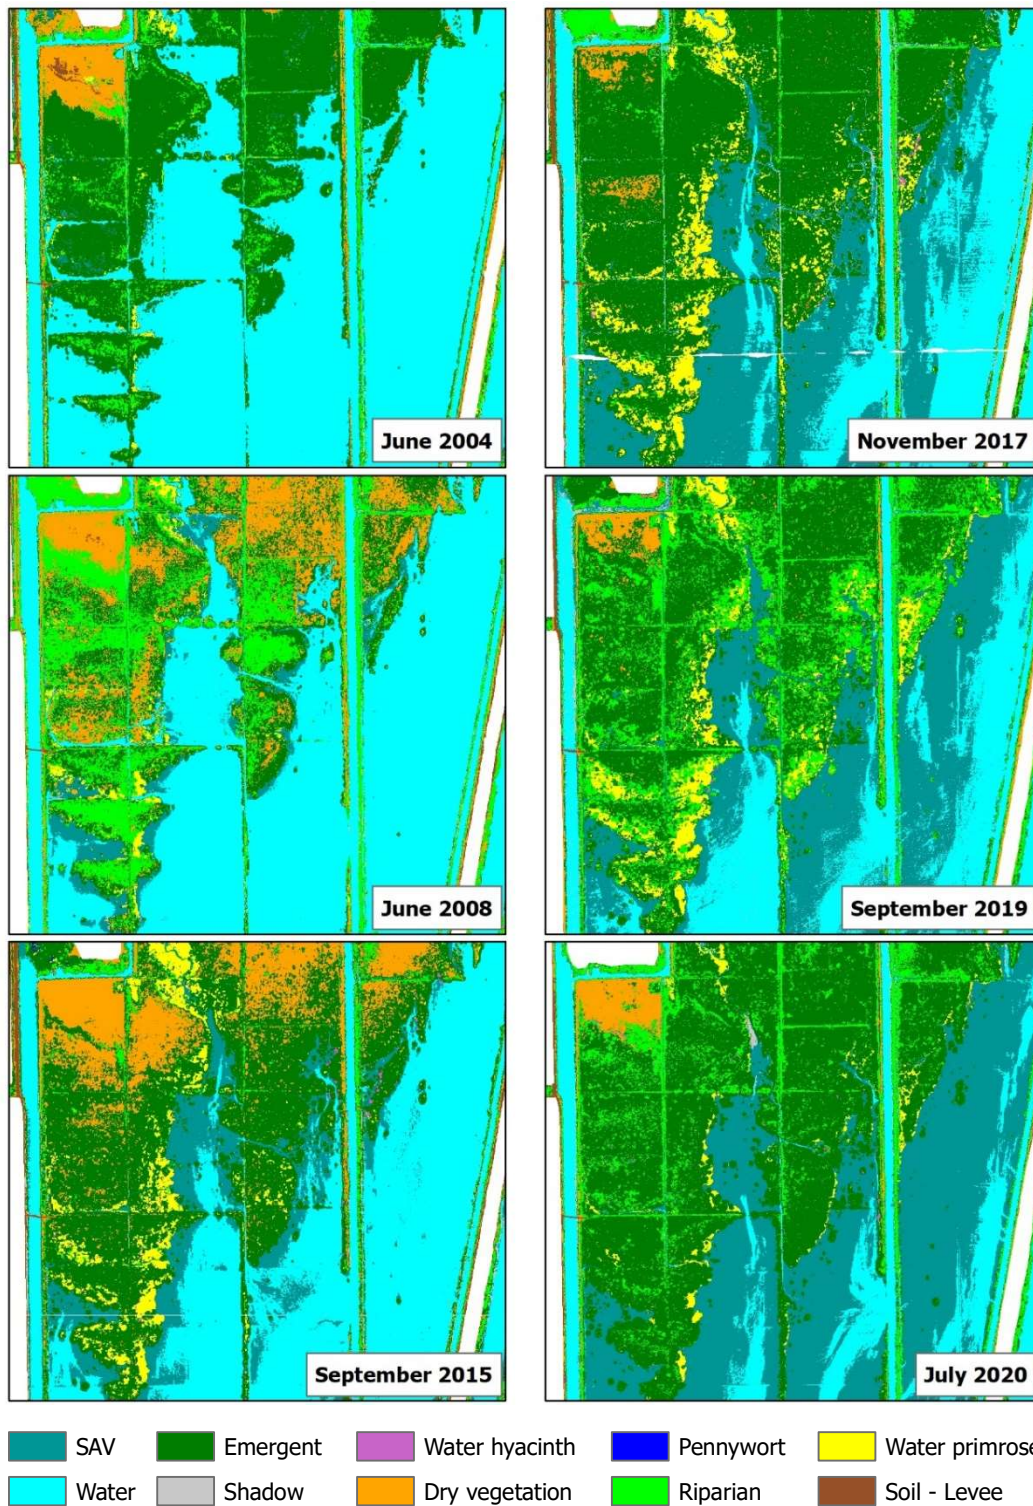 June 2004
November 2017
June 2008
September 2019
September 2015
July 2020
SAV Emergent Water hyacinth Pennywort Water primrose
Water Shadow Dry vegetation Riparian Soil - Levee